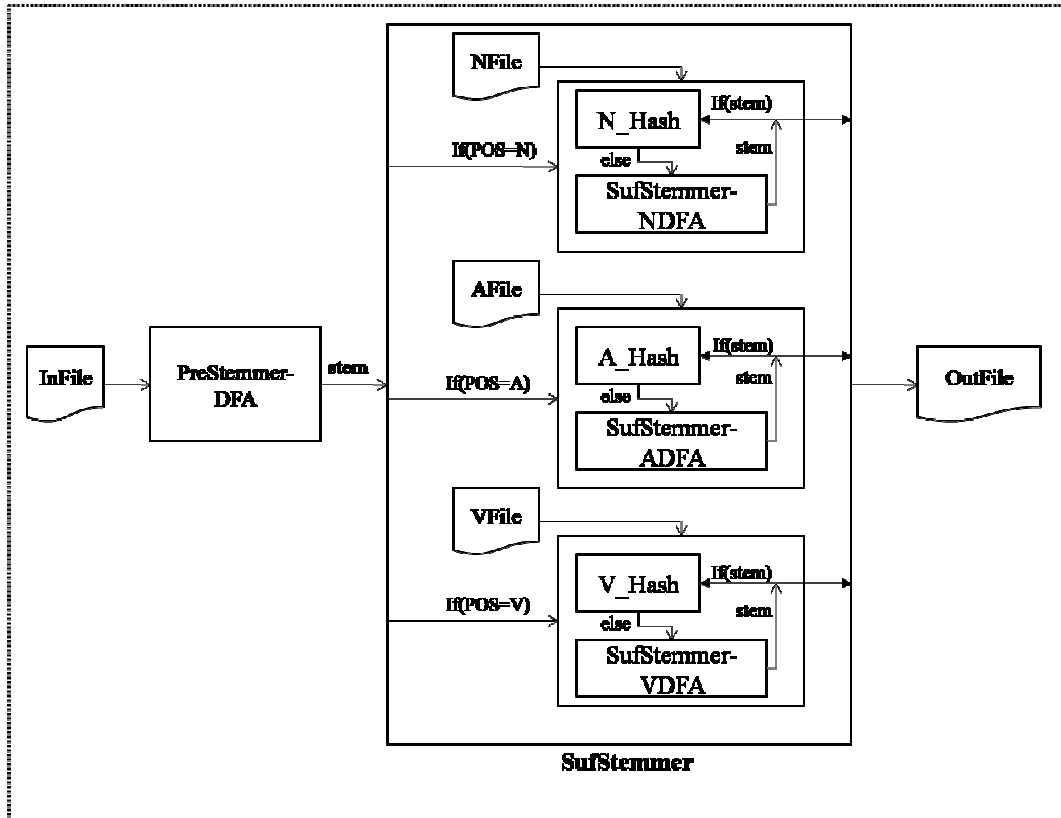 NFile
N_Hash
If(stem)
If(POS=N)
else
stem
SufStemmer-
NDFA
AFile
A_Hash
If(stem)
InFile
PreStemmer-
DFA
stem
If(POS=A)
else
stem
SufStemmer-
ADFA
OutFile
VFile
V_Hash
If(stem)
If(POS=V)
else
stem
SufStemmer-
VDFA
SufStemmer